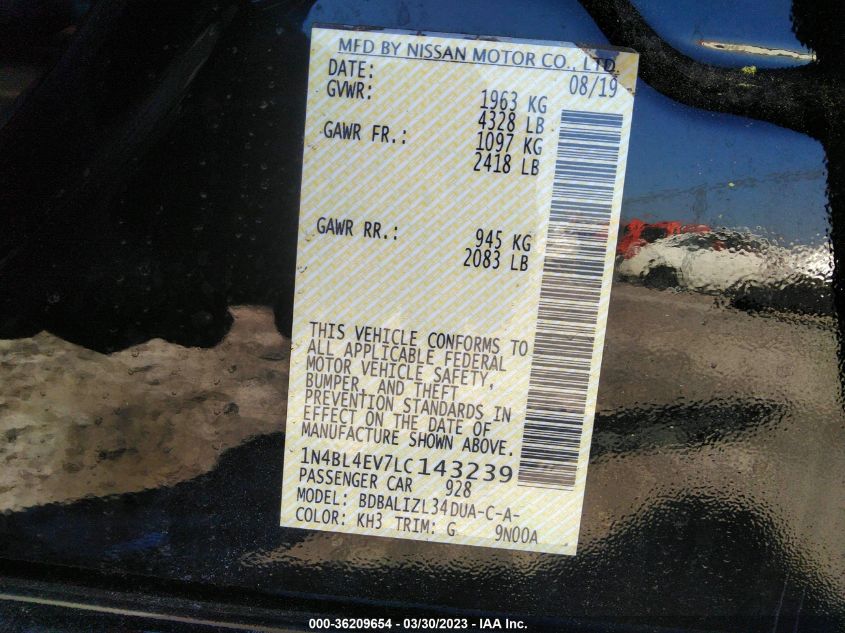 MFD BY NISSAN MOTOR CO., LTD.
DATE: 08/19
GVWR: 1963 KG
4328 LB
GAWR FR.: 1097 KG
2418 LB
GAWR RR.: 945 KG
2083 LB
THIS VEHICLE CONFORMS TO
ALL APPLICABLE FEDERAL
MOTOR VEHICLE SAFETY,
BUMPER, AND THEFT
PREVENTION STANDARDS IN
EFFECT ON THE DATE OF
MANUFACTURE SHOWN ABOVE.
1N4BL4EV7LC143239
PASSENGER CAR 928
MODEL: BDBALIZL34DUA-C-A-
COLOR: KH3 TRIM: G 9N00A
000-36209654 - 03/30/2023 - IAA Inc.